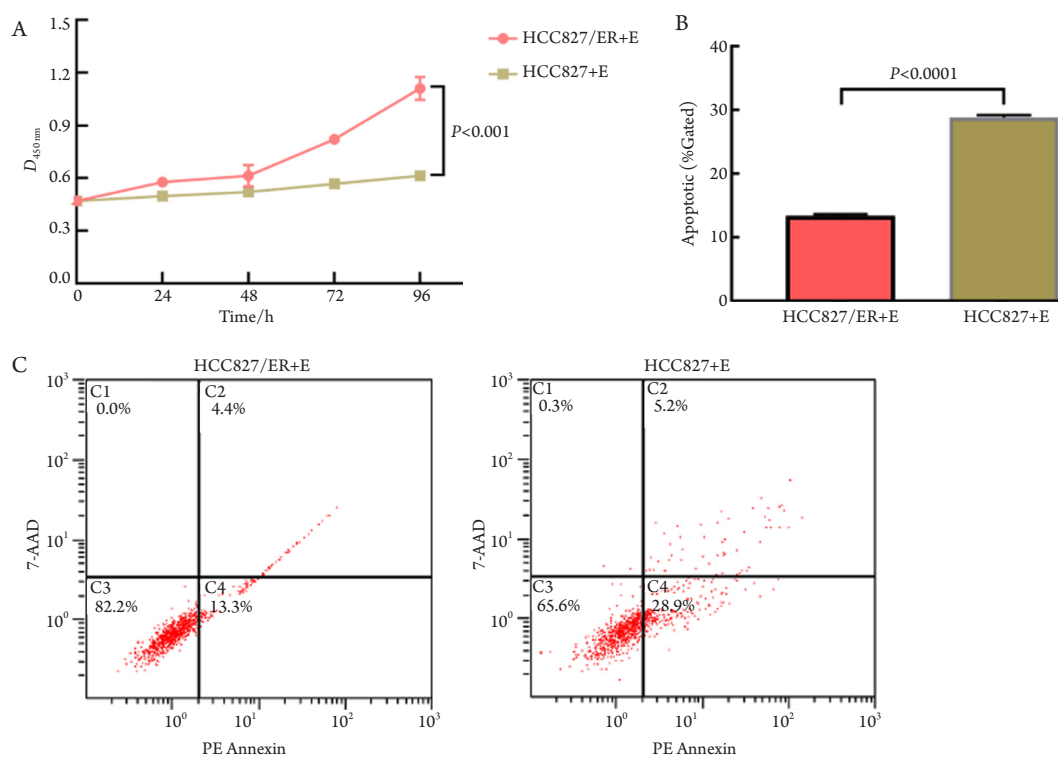 A
1.5
1.2
0.9
0.6
0.3
0.0
D450 nm
0
24
48
72
96
Time/h
HCC827/ER+E
HCC827+E
P<0.001
B
40
30
20
10
0
Apoptotic (%Gated)
P<0.0001
HCC827/ER+E
HCC827+E
C
HCC827/ER+E
10³
10²
10¹
10⁰
7-AAD
C1
0.0%
C2
4.4%
C3
82.2%
C4
13.3%
10⁰
10¹
10²
10³
PE Annexin
HCC827+E
10³
10²
10¹
10⁰
7-AAD
C1
0.3%
C2
5.2%
C3
65.6%
C4
28.9%
10⁰
10¹
10²
10³
PE Annexin